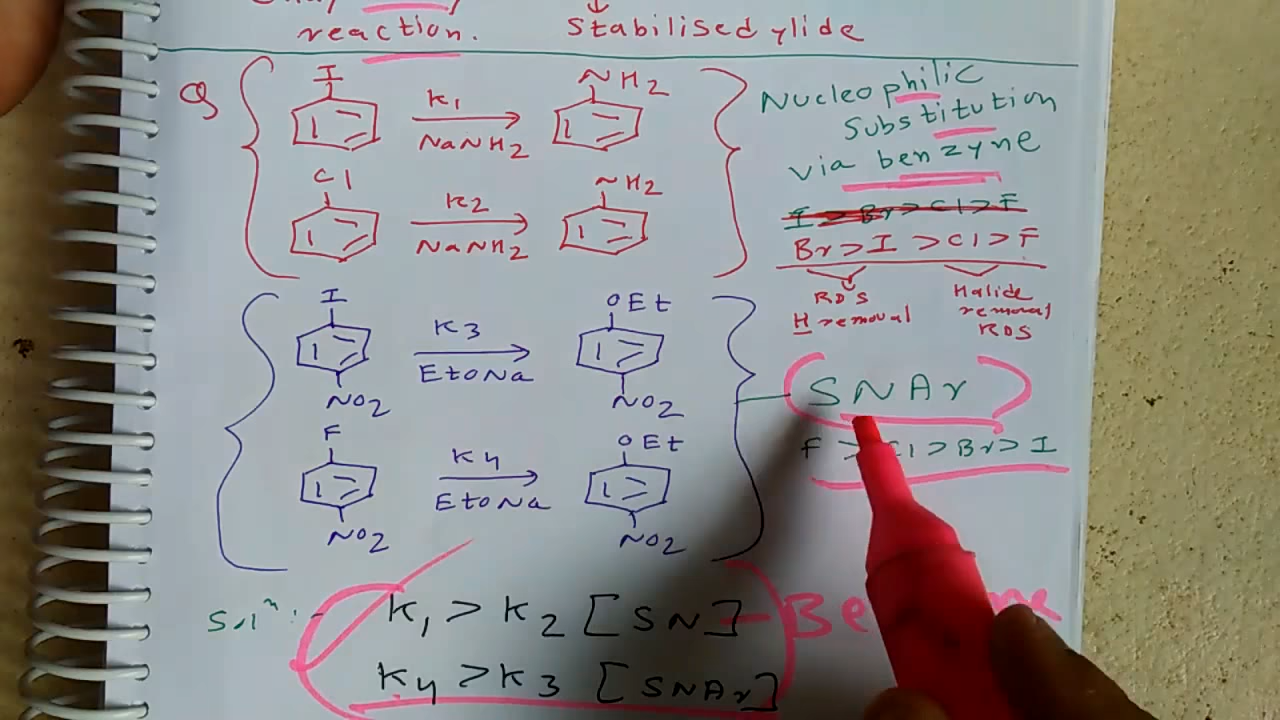 reaction. Stabilised ylide
Q
I K1 NH2
NaNH2
Cl K2 NH2
NaNH2
Nucleophilic
Substitution
via benzyne
I > Br > Cl > F
Br > I > Cl > F
RDS
H removal
Halide
removal
RDS
I K3 OEt
EtONa
NO2 NO2
F K4 OEt
EtONa
NO2 NO2
SNAr
F > Cl > Br > I
Solⁿ :-
K1 > K2 [SN] -
K4 > K3 [SNAr]